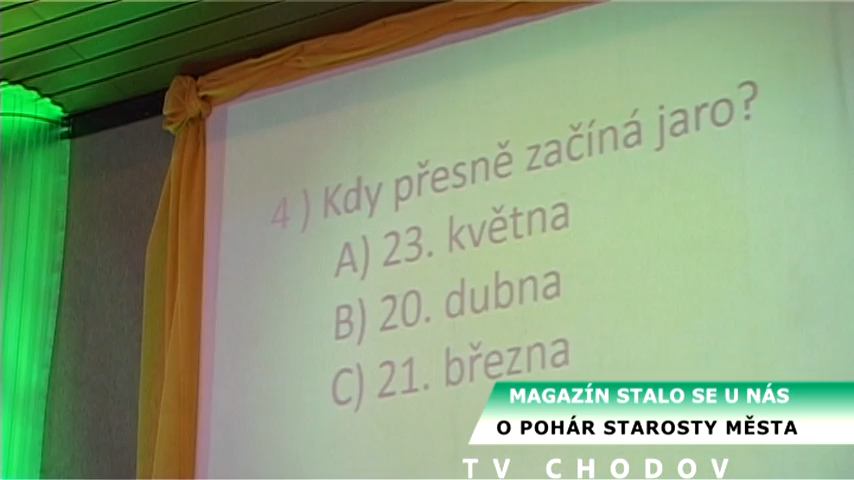 4 ) Kdy přesně začíná jaro?
A) 23. května
B) 20. dubna
C) 21. března
MAGAZÍN STALO SE U NÁS
O POHÁR STAROSTY MĚSTA
TV CHODOV